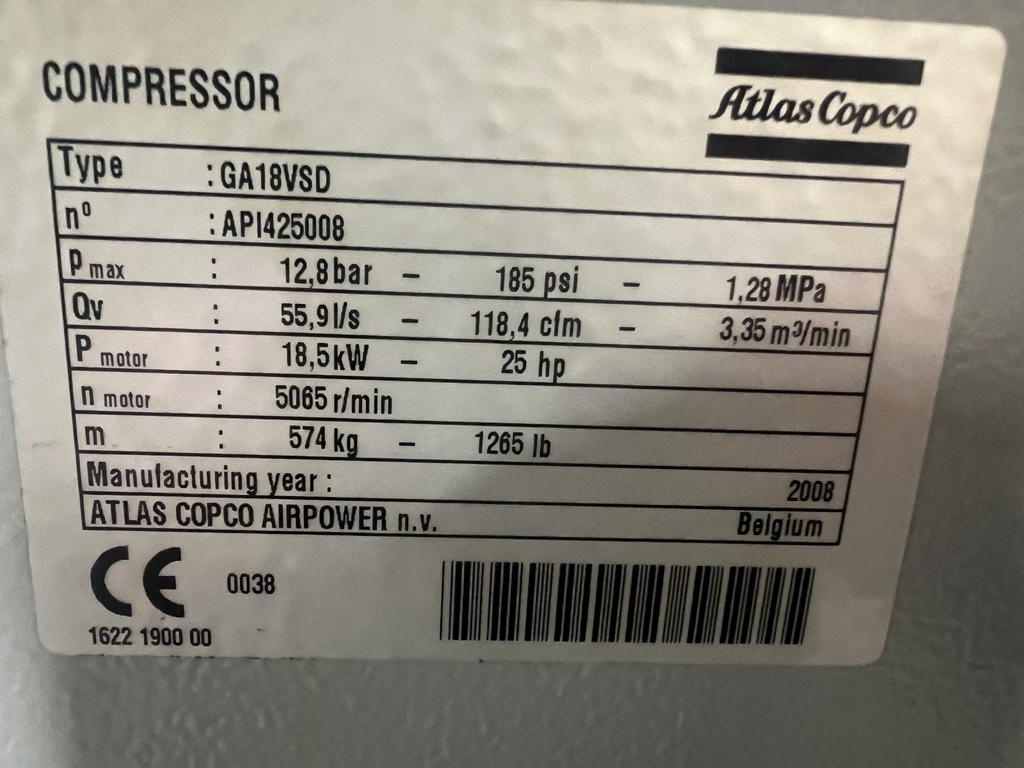 COMPRESSOR
Atlas Copco
Type : GA18VSD
nº : API425008
P max : 12,8 bar – 185 psi – 1,28 MPa
Qv : 55,9 l/s – 118,4 cfm – 3,35 m³/min
P motor : 18,5 kW – 25 hp
n motor : 5065 r/min
m : 574 kg – 1265 lb
Manufacturing year : 2008
ATLAS COPCO AIRPOWER n.v. Belgium
CE 0038
1622 1900 00